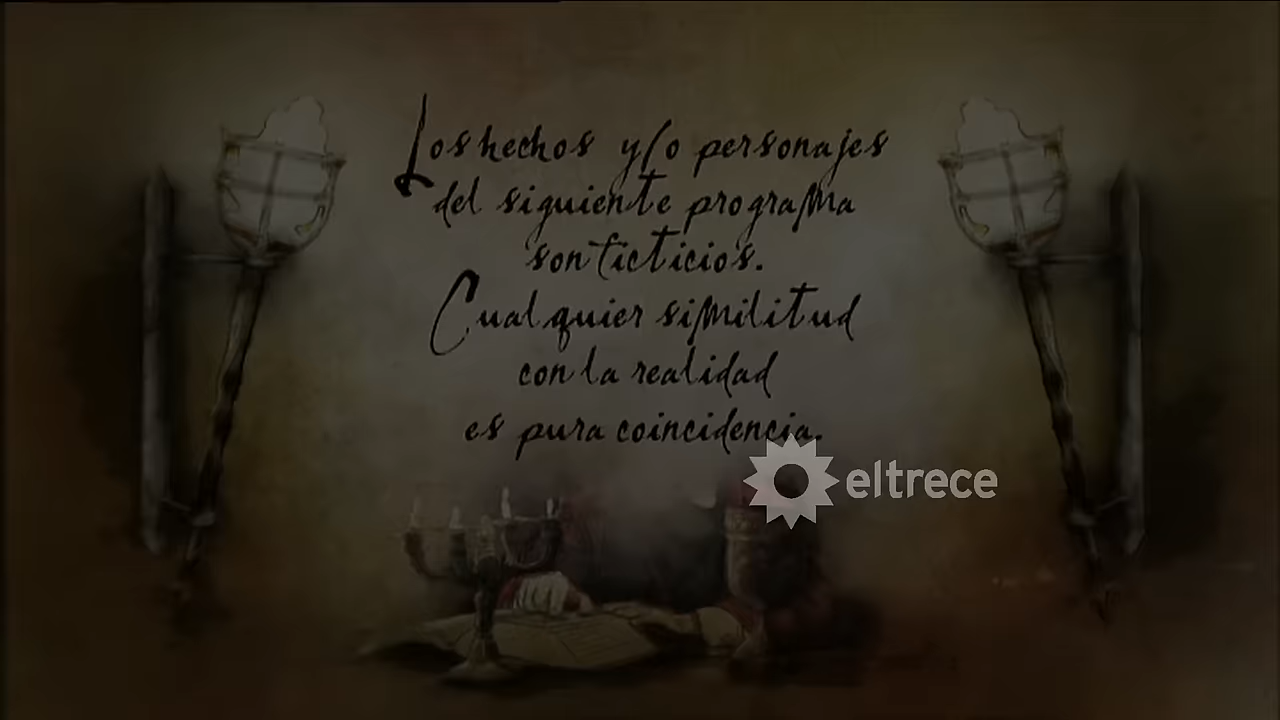 Los hechos y/o personajes
del siguiente programa
son ficticios.
Cualquier similitud
con la realidad
es pura coincidencia.
eltrece